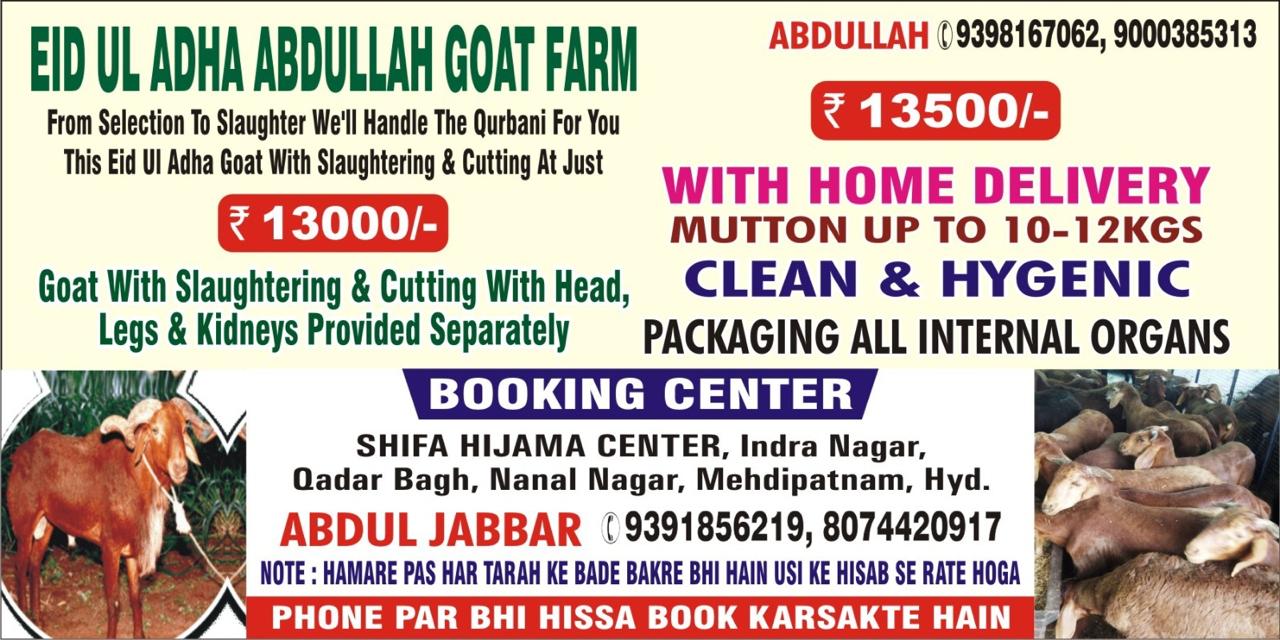 EID UL ADHA ABDULLAH GOAT FARM
From Selection To Slaughter We'll Handle The Qurbani For You
This Eid Ul Adha Goat With Slaughtering & Cutting At Just
₹ 13000/-
Goat With Slaughtering & Cutting With Head,
Legs & Kidneys Provided Separately
ABDULLAH ✆9398167062, 9000385313
₹ 13500/-
WITH HOME DELIVERY
MUTTON UP TO 10-12KGS
CLEAN & HYGENIC
PACKAGING ALL INTERNAL ORGANS
BOOKING CENTER
SHIFA HIJAMA CENTER, Indra Nagar,
Qadar Bagh, Nanal Nagar, Mehdipatnam, Hyd.
ABDUL JABBAR ✆9391856219, 8074420917
NOTE : HAMARE PAS HAR TARAH KE BADE BAKRE BHI HAIN USI KE HISAB SE RATE HOGA
PHONE PAR BHI HISSA BOOK KARSAKTE HAIN